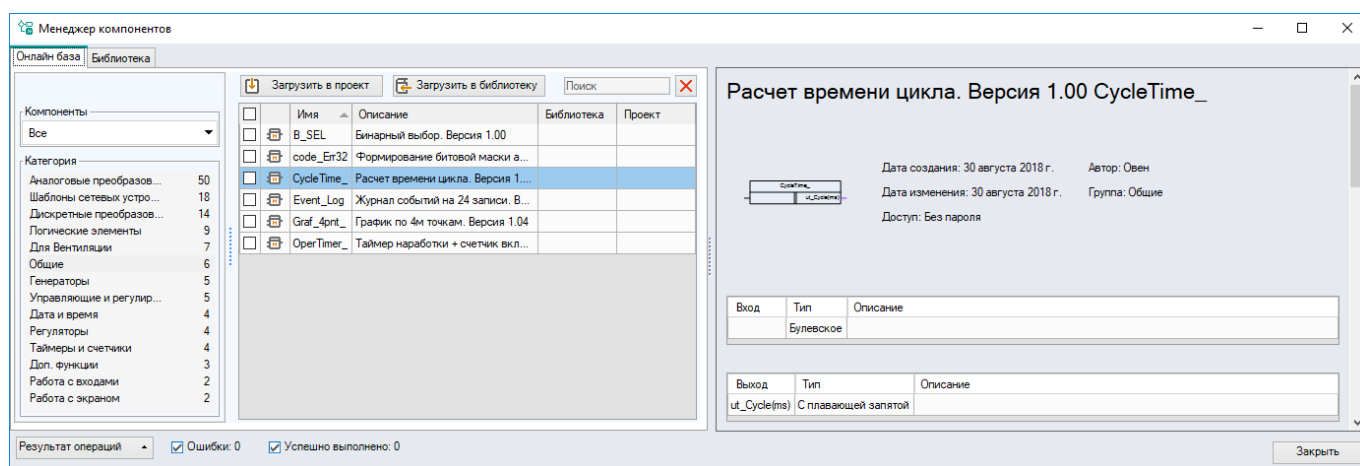 Менеджер компонентов
Онлайн база Библиотека
Загрузить в проект Загрузить в библиотеку Поиск
Компоненты
Все
Категория
Аналоговые преобразов... 50
Шаблоны сетевых устро... 18
Дискретные преобразов... 14
Логические элементы 9
Для Вентиляции 7
Общие 6
Генераторы 5
Управляющие и регулир... 5
Дата и время 4
Регуляторы 4
Таймеры и счетчики 4
Доп. функции 3
Работа с входами 2
Работа с экраном 2
Имя Описание Библиотека Проект
B_SEL Бинарный выбор. Версия 1.00
code_Err32 Формирование битовой маски а...
CycleTime_ Расчет времени цикла. Версия 1....
Event_Log Журнал событий на 24 записи. В...
Graf_4pnt_ График по 4м точкам. Версия 1.04
OperTimer_ Таймер наработки + счетчик вкл...
Расчет времени цикла. Версия 1.00 CycleTime_
CycleTime_
ut_Cycle(ms)
Дата создания: 30 августа 2018 г. Автор: Овен
Дата изменения: 30 августа 2018 г. Группа: Общие
Доступ: Без пароля
Вход Тип Описание
Булевское
Выход Тип Описание
ut_Cycle(ms) С плавающей запятой
Результат операций Ошибки: 0 Успешно выполнено: 0
Закрыть